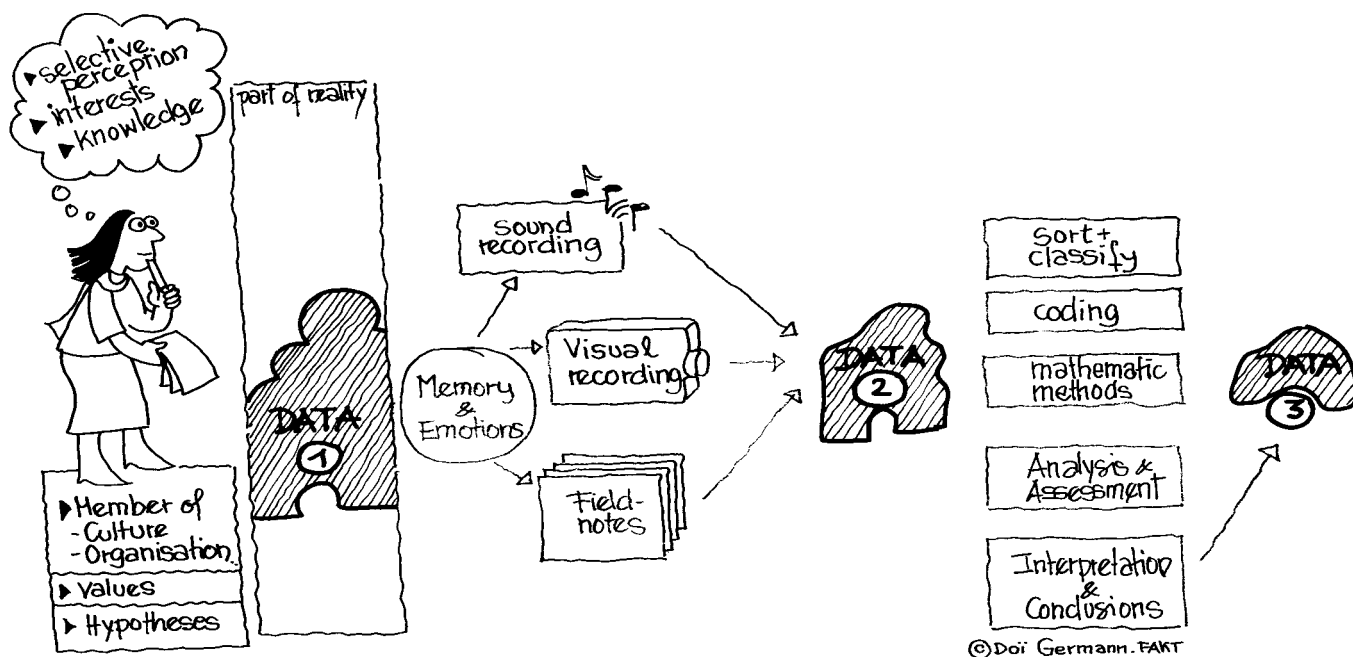 ▶ selective
perception
▶ interests
▶ knowledge
part of reality
▶ Member of
- Culture
- Organisation
▶ Values
▶ Hypotheses
DATA
1
Memory
&
Emotions
Sound
recording
Visual
recording
Field-
notes
DATA
2
sort+
classify
coding
mathematic
methods
Analysis &
Assessment
Interpretation
&
Conclusions
DATA
3
©Doï Germann.FAKT